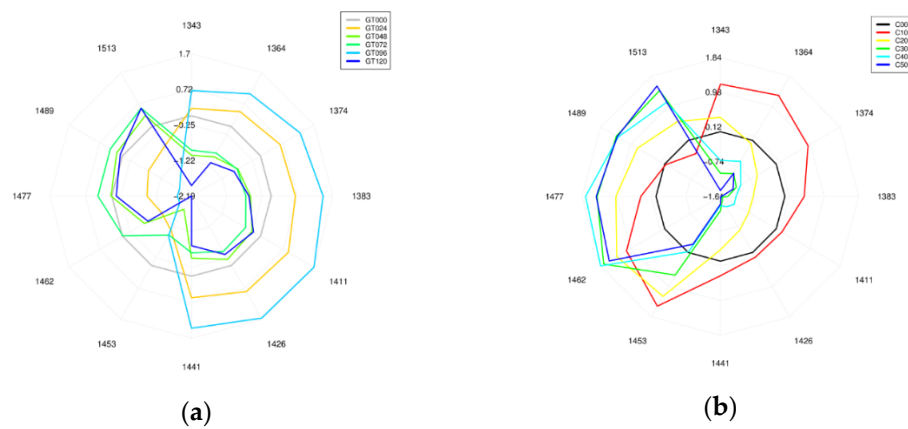 1343
1364
1374
1383
1411
1426
1441
1453
1462
1477
1489
1513
1.7
0.72
−0.25
−1.22
−2.19
GT000
GT024
GT048
GT072
GT096
GT120
(a)
1343
1364
1374
1383
1411
1426
1441
1453
1462
1477
1489
1513
1.84
0.98
0.12
−0.74
−1.6
C00
C10
C20
C30
C40
C50
(b)